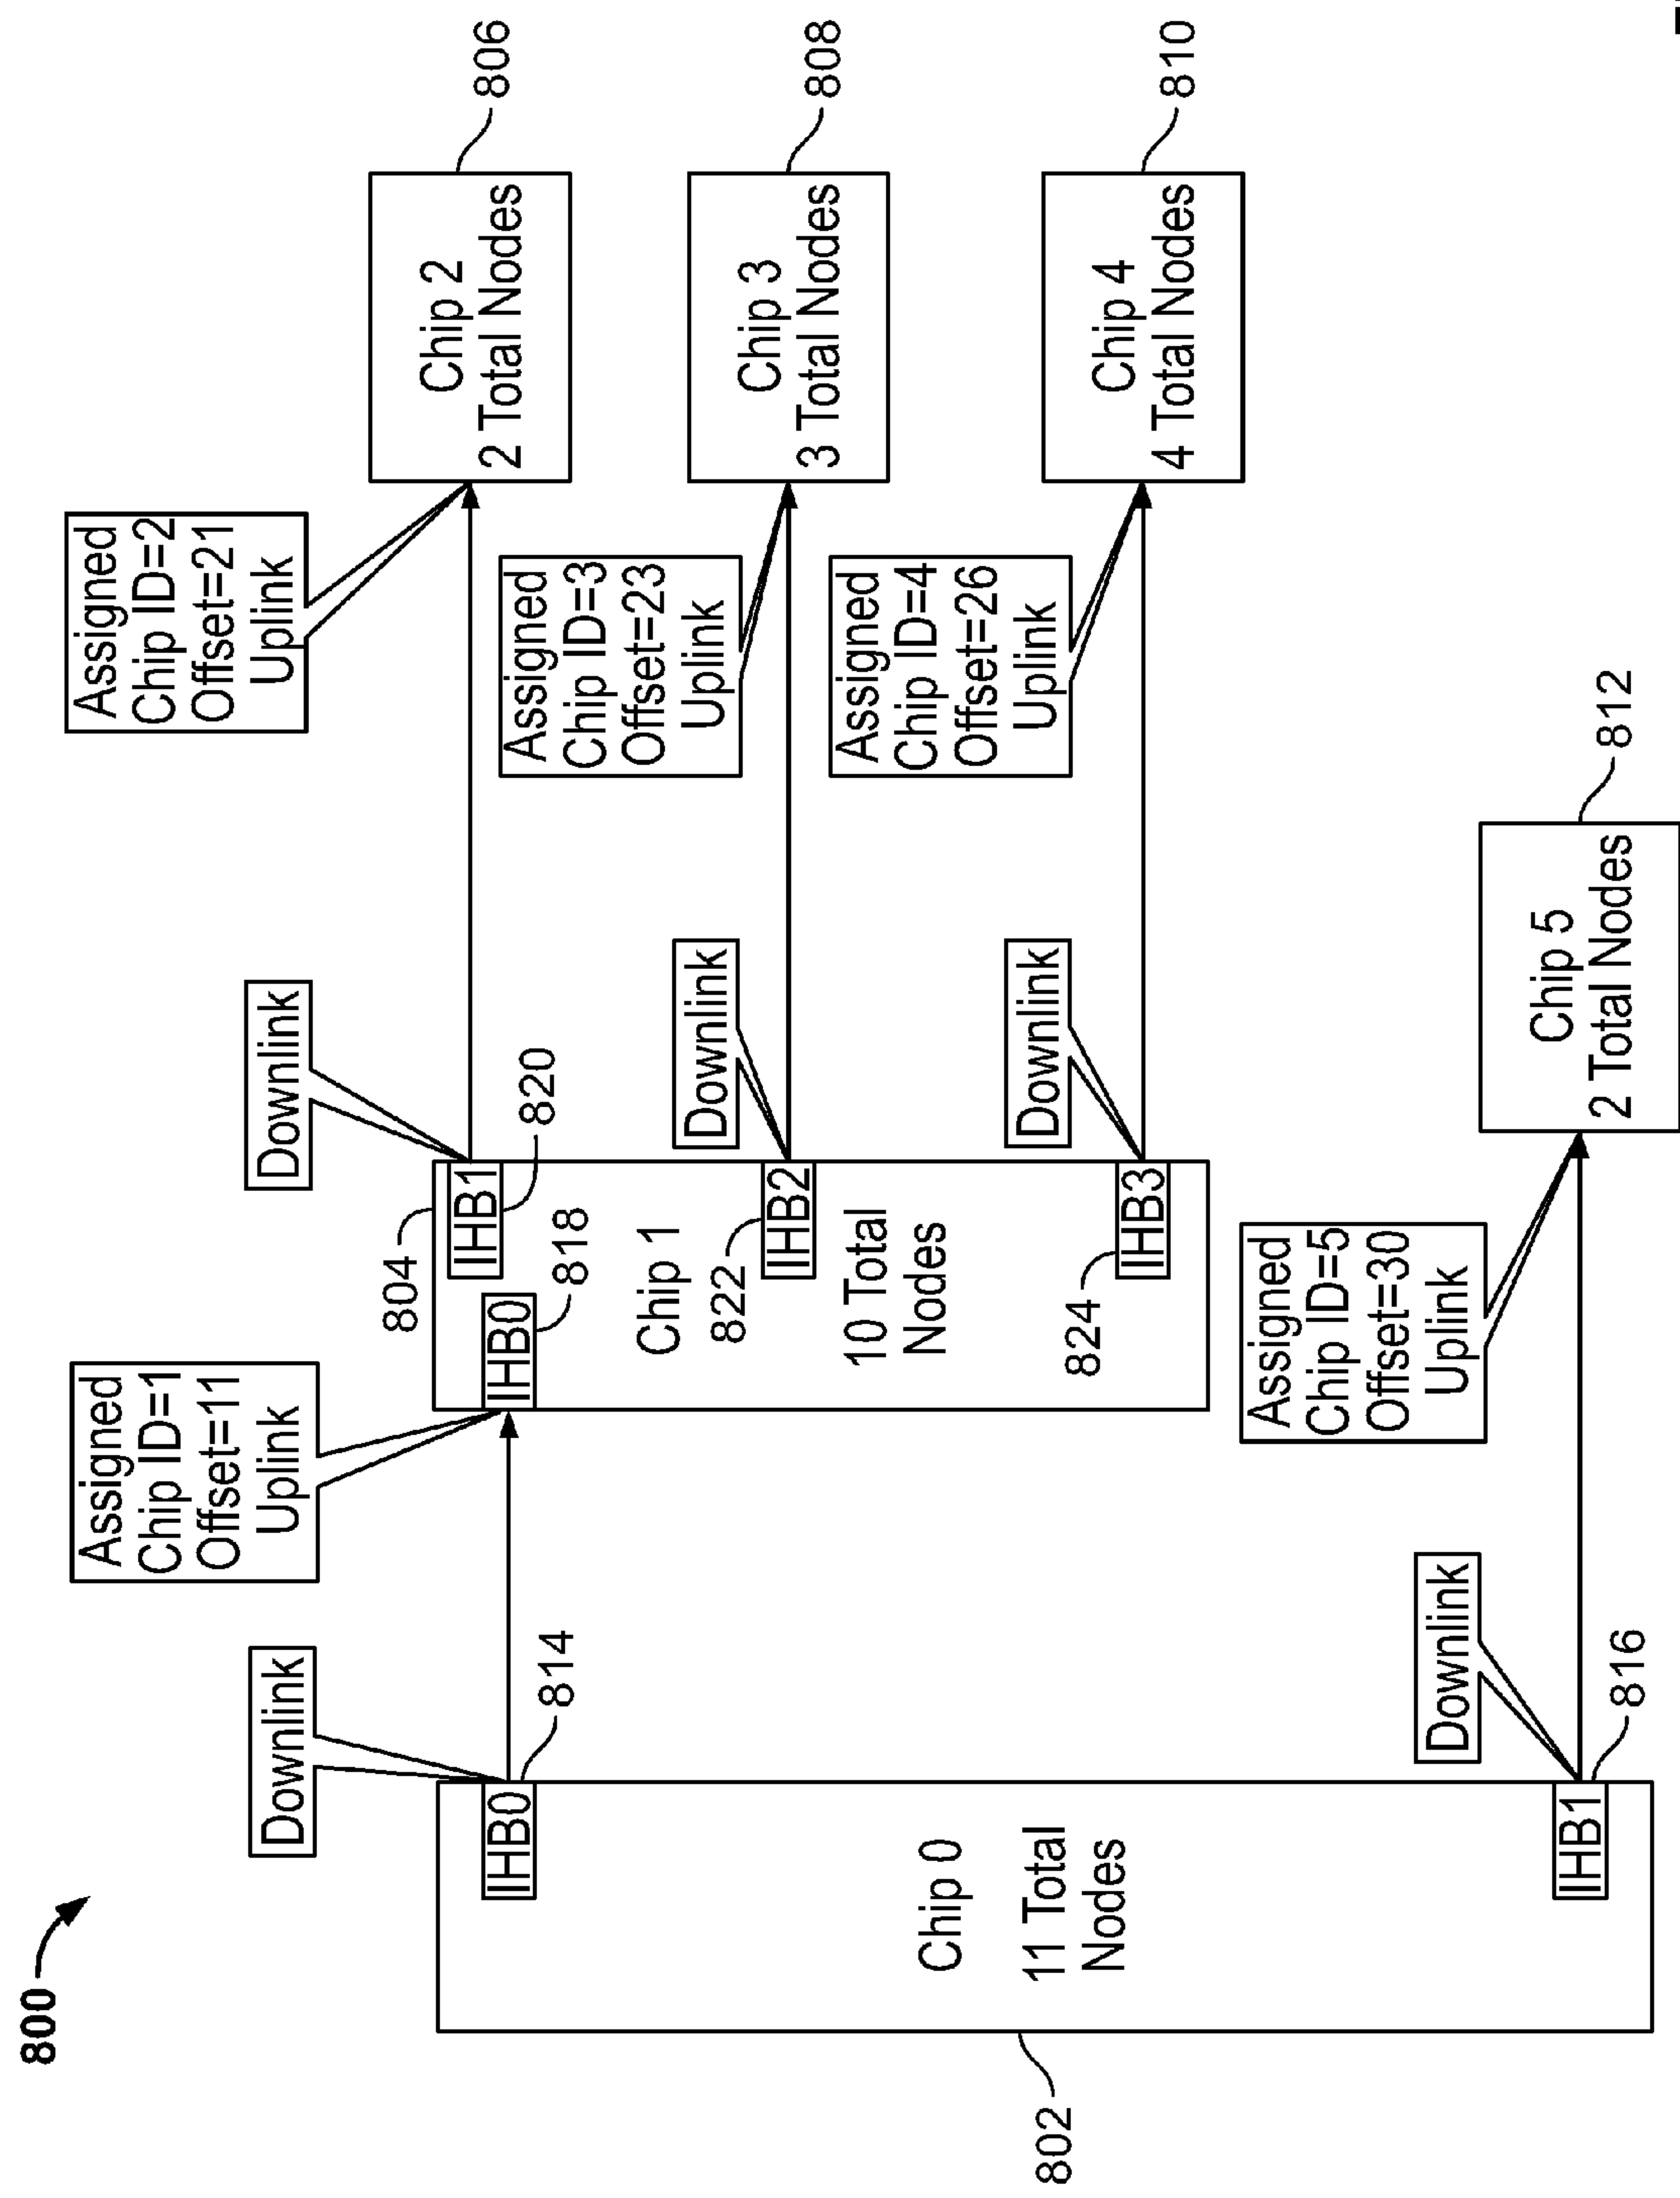 800
802
Chip 0
11 Total
Nodes
IHB0
814
Downlink
IHB1
816
Downlink
Assigned
Chip ID=1
Offset=11
Uplink
804
IHB0
818
Chip 1
10 Total
Nodes
IHB1
820
Downlink
822
IHB2
Downlink
824
IHB3
Downlink
Assigned
Chip ID=2
Offset=21
Uplink
Chip 2
2 Total Nodes
806
Assigned
Chip ID=3
Offset=23
Uplink
Chip 3
3 Total Nodes
808
Assigned
Chip ID=4
Offset=26
Uplink
Chip 4
4 Total Nodes
810
Assigned
Chip ID=5
Offset=30
Uplink
Chip 5
2 Total Nodes
812